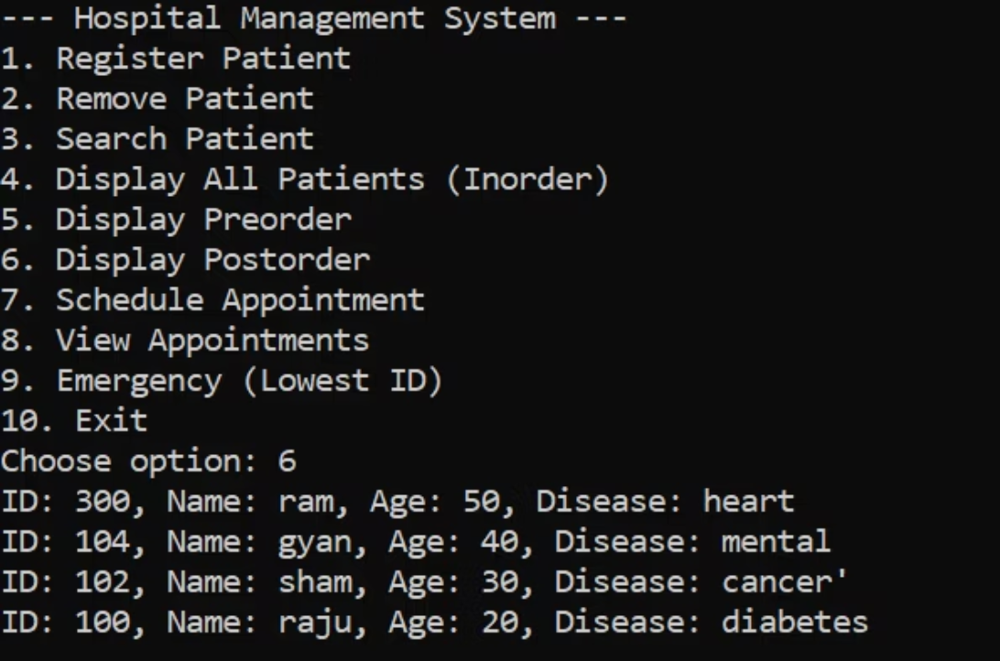 --- Hospital Management System ---
1. Register Patient
2. Remove Patient
3. Search Patient
4. Display All Patients (Inorder)
5. Display Preorder
6. Display Postorder
7. Schedule Appointment
8. View Appointments
9. Emergency (Lowest ID)
10. Exit
Choose option: 6
ID: 300, Name: ram, Age: 50, Disease: heart
ID: 104, Name: gyan, Age: 40, Disease: mental
ID: 102, Name: sham, Age: 30, Disease: cancer'
ID: 100, Name: raju, Age: 20, Disease: diabetes